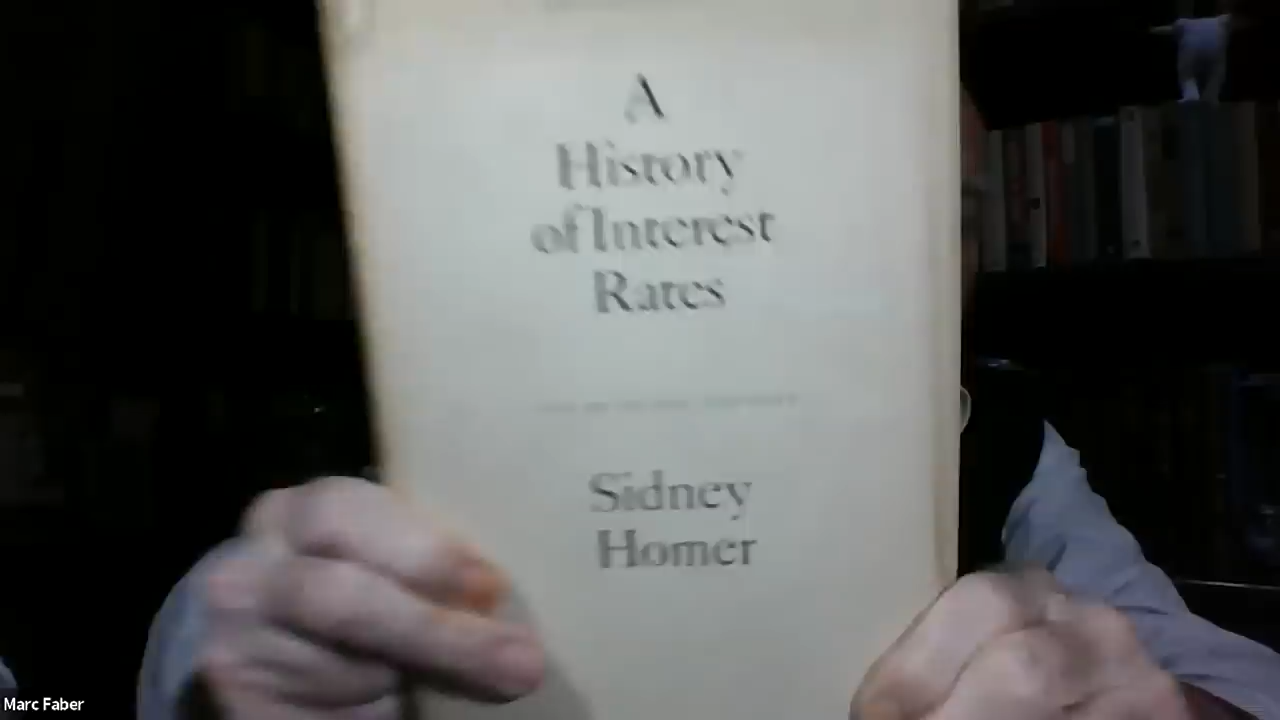 A
History
of Interest
Rates
Sidney
Homer
Marc Faber